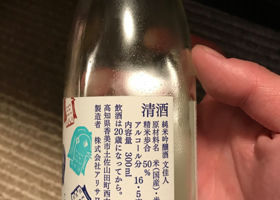 清酒
純米吟醸酒 文佳人
原材料名 米(国産)・米
精米歩合 50%
アルコール分 16.5
内容量 300ml
飲酒は20歳になってから。
高知県香美市土佐山田町西本
製造者 株式会社アリサワ